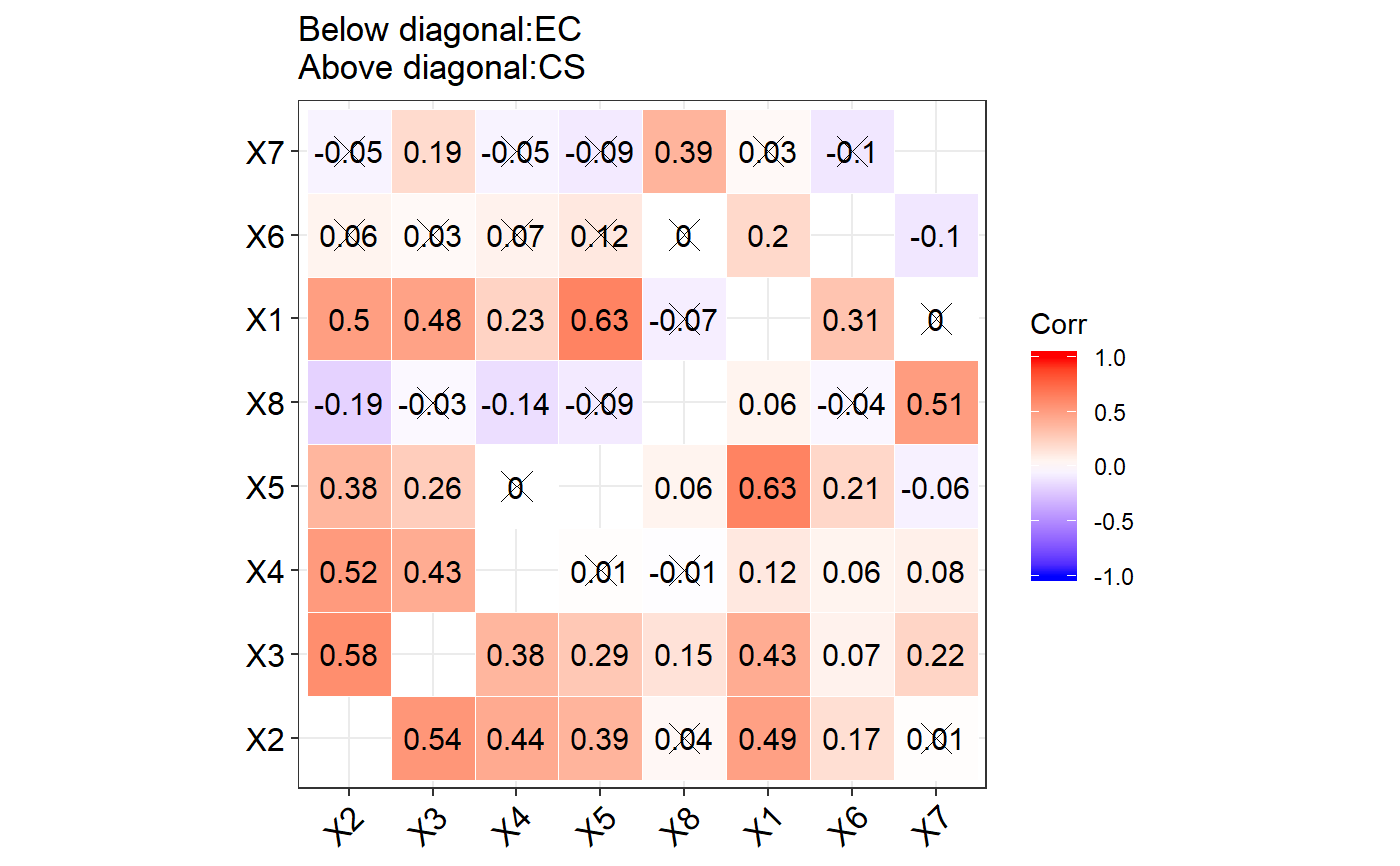 Below diagonal:EC
Above diagonal:CS
X7 -0.05 0.19 -0.05 -0.09 0.39 0.03 -0.1
X6 0.06 0.03 0.07 0.12 0 0.2 -0.1
X1 0.5 0.48 0.23 0.63 -0.07 0.31 0
X8 -0.19 -0.03 -0.14 -0.09 0.06 -0.04 0.51
X5 0.38 0.26 0 0.06 0.63 0.21 -0.06
X4 0.52 0.43 0.01 -0.01 0.12 0.06 0.08
X3 0.58 0.38 0.29 0.15 0.43 0.07 0.22
X2 0.54 0.44 0.39 0.04 0.49 0.17 0.01
X2 X3 X4 X5 X8 X1 X6 X7
Corr
1.0
0.5
0.0
-0.5
-1.0